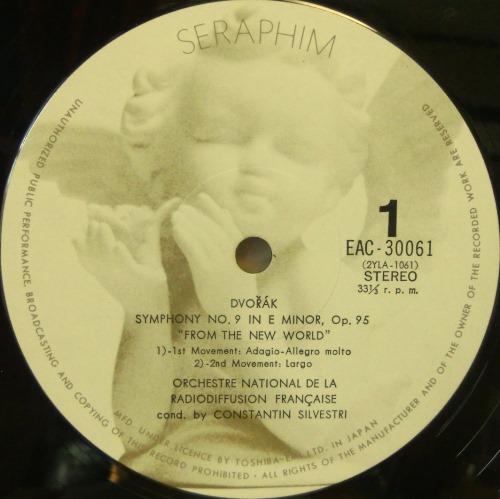 SERAPHIM
1
EAC-30061
(2YLA-1061)
STEREO
33⅓ r. p. m.
DVOŘÁK
SYMPHONY NO. 9 IN E MINOR, Op. 95
"FROM THE NEW WORLD"
1)-1st Movement: Adagio-Allegro molto
2)-2nd Movement: Largo
ORCHESTRE NATIONAL DE LA
RADIODIFFUSION FRANÇAISE
cond. by CONSTANTIN SILVESTRI
MFD. UNDER LICENCE BY TOSHIBA-EMI LTD. IN JAPAN
UNAUTHORIZED PUBLIC PERFORMANCE, BROADCASTING AND COPYING OF THE RECORD PROHIBITED · ALL RIGHTS OF THE MANUFACTURER AND OF THE OWNER OF THE RECORDED WORK ARE RESERVED